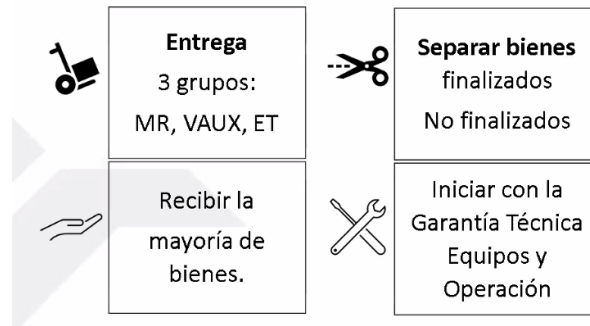 Entrega
3 grupos:
MR, VAUX, ET
Separar bienes
finalizados
No finalizados
Recibir la
mayoría de
bienes.
Iniciar con la
Garantía Técnica
Equipos y
Operación